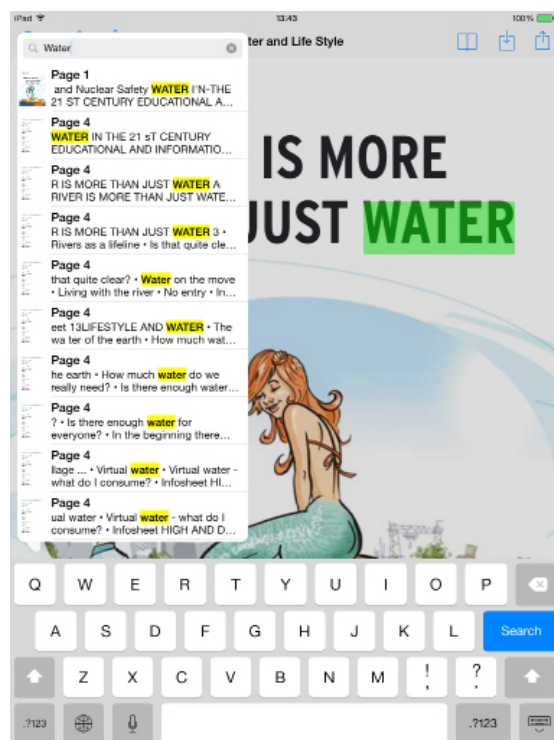 iPad 13:43 100%
Water
ter and Life Style
Page 1
and Nuclear Safety WATER I'N-THE
21 ST CENTURY EDUCATIONAL A...
Page 4
WATER IN THE 21 sT CENTURY
EDUCATIONAL AND INFORMATIO...
Page 4
R IS MORE THAN JUST WATER A
RIVER IS MORE THAN JUST WATE...
Page 4
R IS MORE THAN JUST WATER 3 •
Rivers as a lifeline • Is that quite cle...
Page 4
that quite clear? • Water on the move
• Living with the river • No entry • In...
Page 4
eet 13LIFESTYLE AND WATER • The
wa ter of the earth • How much wat...
Page 4
he earth • How much water do we
really need? • Is there enough water...
Page 4
? • Is there enough water for
everyone? • In the beginning there...
Page 4
llage ... • Virtual water • Virtual water -
what do I consume? • Infosheet HI...
Page 4
ual water • Virtual water - what do I
consume? • Infosheet HIGH AND D...
IS MORE
JUST WATER
Q W E R T Y U I O P
A S D F G H J K L Search
Z X C V B N M ! , ? .
.?123 .?123